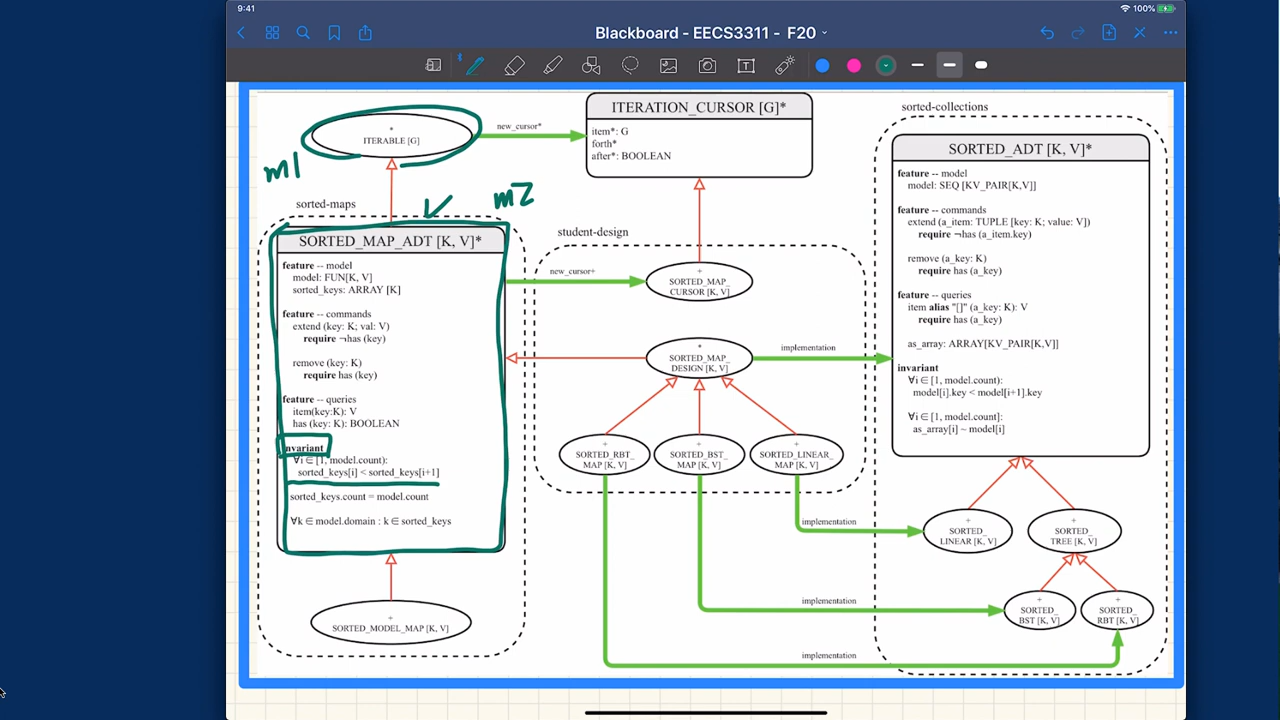 9:41
100%
Blackboard - EECS3311 - F20
ITERABLE [G]
*
new_cursor*
ITERATION_CURSOR [G]*
item*: G
forth*
after*: BOOLEAN
m1
m2
sorted-maps
SORTED_MAP_ADT [K, V]*
feature -- model
model: FUN[K, V]
sorted_keys: ARRAY [K]
feature -- commands
extend (key: K; val: V)
require ¬has (key)
remove (key: K)
require has (key)
feature -- queries
item(key:K): V
has (key: K): BOOLEAN
invariant
∀i ∈ [1, model.count):
sorted_keys[i] < sorted_keys[i+1]
sorted_keys.count = model.count
∀k ∈ model.domain : k ∈ sorted_keys
+
SORTED_MODEL_MAP [K, V]
student-design
new_cursor+
+
SORTED_MAP_
CURSOR [K, V]
*
SORTED_MAP_
DESIGN [K, V]
implementation
+
SORTED_RBT_
MAP [K, V]
+
SORTED_BST_
MAP [K, V]
+
SORTED_LINEAR_
MAP [K, V]
implementation
implementation
implementation
sorted-collections
SORTED_ADT [K, V]*
feature -- model
model: SEQ [KV_PAIR[K,V]]
feature -- commands
extend (a_item: TUPLE [key: K; value: V])
require ¬has (a_item.key)
remove (a_key: K)
require has (a_key)
feature -- queries
item alias "[]" (a_key: K): V
require has (a_key)
as_array: ARRAY[KV_PAIR[K,V]]
invariant
∀i ∈ [1, model.count):
model[i].key < model[i+1].key
∀i ∈ [1, model.count]:
as_array[i] ~ model[i]
+
SORTED_
LINEAR [K, V]
+
SORTED_
TREE [K, V]
+
SORTED_
BST [K, V]
+
SORTED_
RBT [K, V]